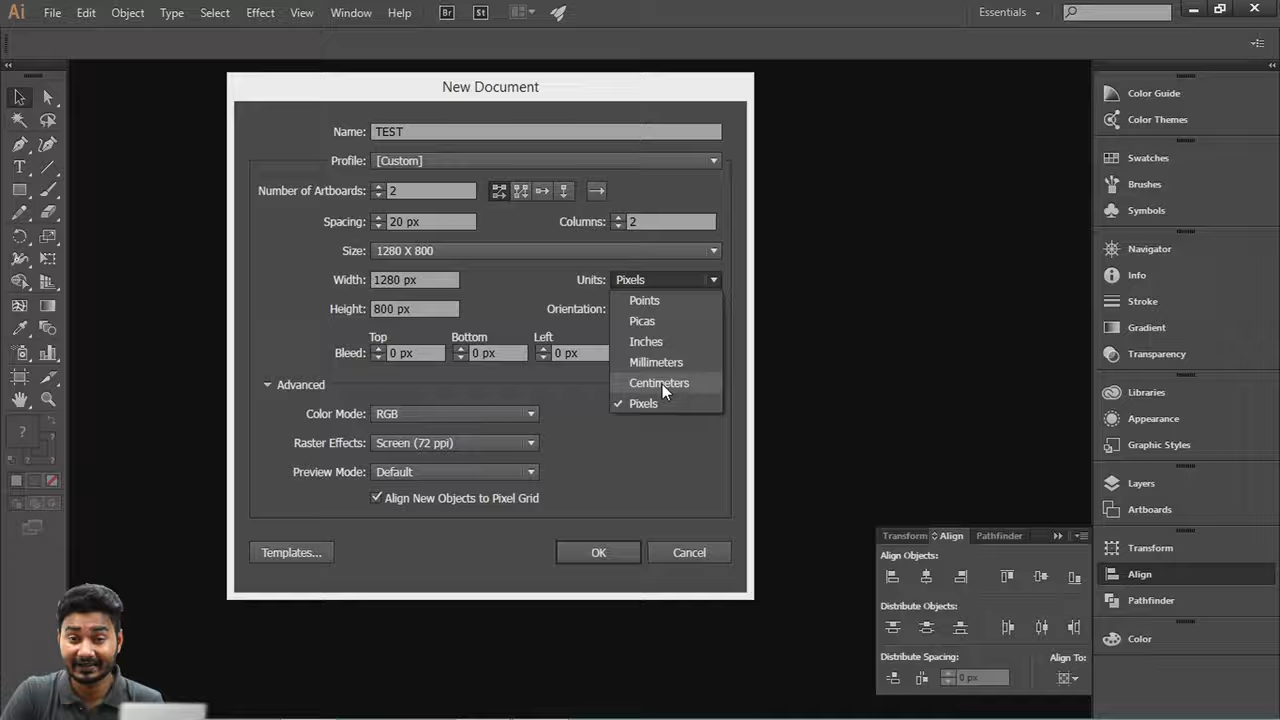 Ai File Edit Object Type Select Effect View Window Help Br St Essentials
New Document
Name: TEST
Profile: [Custom]
Number of Artboards: 2
Spacing: 20 px Columns: 2
Size: 1280 X 800
Width: 1280 px Units: Pixels
Height: 800 px Orientation:
Points
Picas
Inches
Millimeters
Centimeters
Pixels
Top Bottom Left
Bleed: 0 px 0 px 0 px
Advanced
Color Mode: RGB
Raster Effects: Screen (72 ppi)
Preview Mode: Default
Align New Objects to Pixel Grid
Templates... OK Cancel
T
?
Color Guide
Color Themes
Swatches
Brushes
Symbols
Navigator
Info
Stroke
Gradient
Transparency
Libraries
Appearance
Graphic Styles
Layers
Artboards
Transform
Align
Pathfinder
Color
Transform Align Pathfinder
Align Objects:
Distribute Objects:
Distribute Spacing: Align To:
0 px